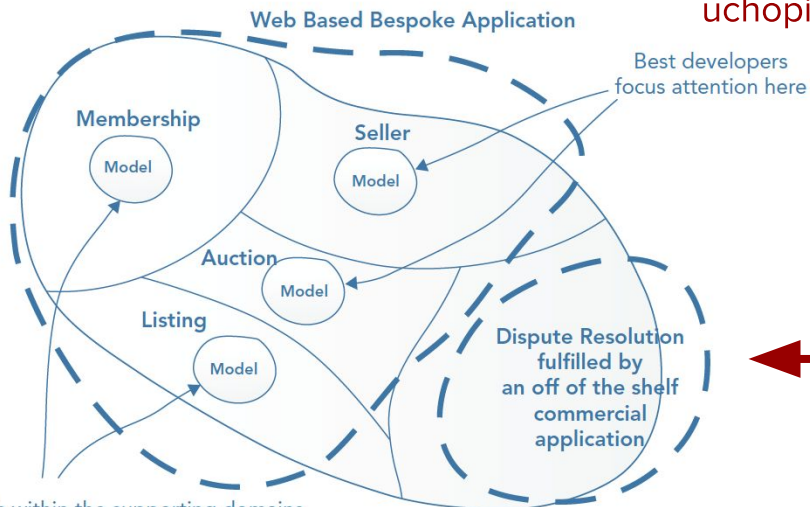 uchopi
Web Based Bespoke Application
Best developers
focus attention here
Membership
Model
Seller
Model
Auction
Model
Listing
Model
Dispute Resolution
fulfilled by
an off of the shelf
commercial
application
within the supporting domains